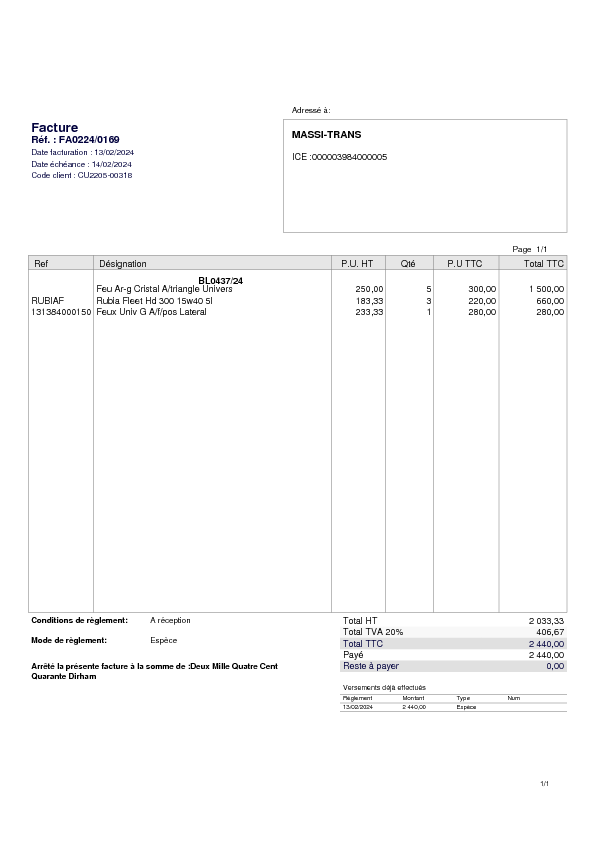 Adressé à:
Facture
Réf. : FA0224/0169
Date facturation : 13/02/2024
Date échéance : 14/02/2024
Code client : CU2205-00318
MASSI-TRANS
ICE :000003984000005
Page 1/1
Ref Désignation P.U. HT Qté P.U TTC Total TTC
BL0437/24
Feu Ar-g Cristal A/triangle Univers 250,00 5 300,00 1 500,00
RUBIAF Rubia Fleet Hd 300 15w40 5l 183,33 3 220,00 660,00
131384000150 Feux Univ G A/f/pos Lateral 233,33 1 280,00 280,00
Conditions de règlement: A réception
Mode de règlement: Espèce
Arrêté la présente facture à la somme de :Deux Mille Quatre Cent
Quarante Dirham
Total HT 2 033,33
Total TVA 20% 406,67
Total TTC 2 440,00
Payé 2 440,00
Reste à payer 0,00
Versements déjà effectués
Règlement Montant Type Num
13/02/2024 2 440,00 Espèce
1/1